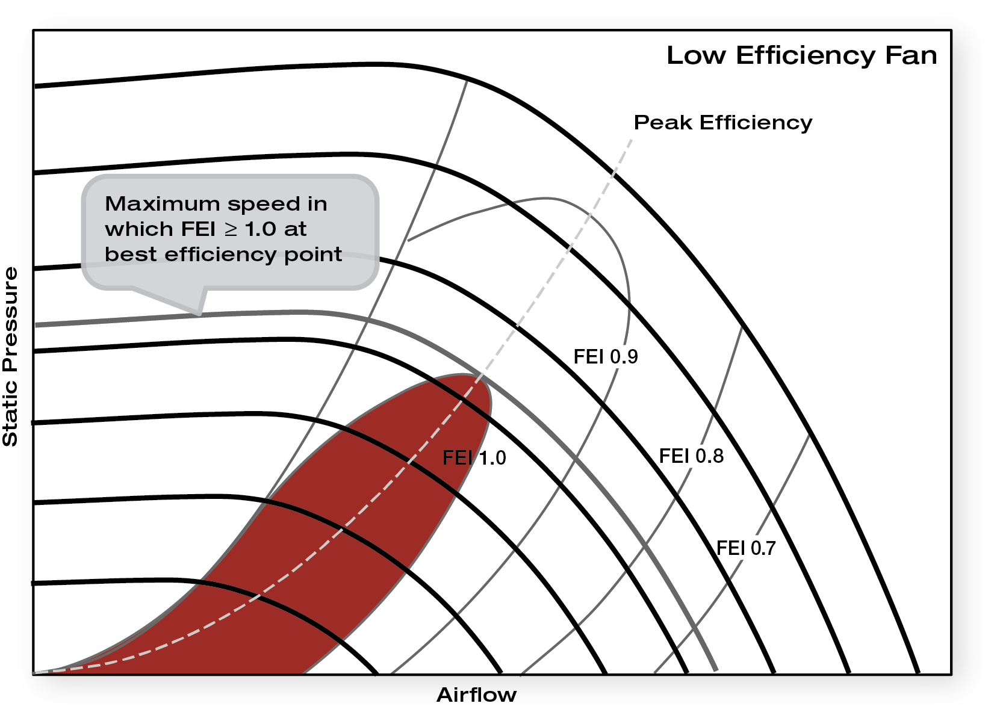 Low Efficiency Fan
Peak Efficiency
Maximum speed in
which FEI ≥ 1.0 at
best efficiency point
Static Pressure
FEI 0.9
FEI 1.0
FEI 0.8
FEI 0.7
Airflow